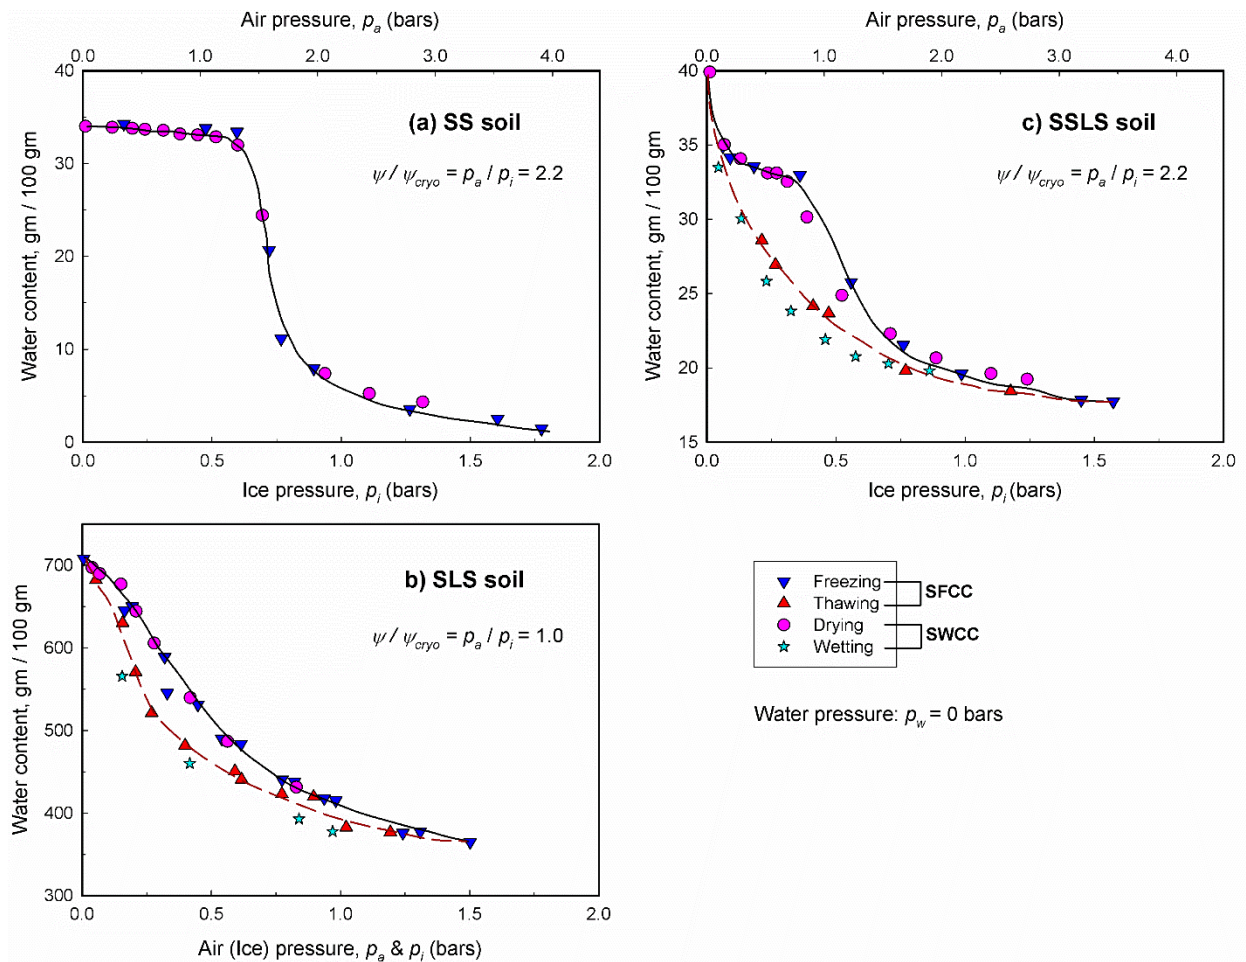 Air pressure, pa (bars)
0.0 1.0 2.0 3.0 4.0
40
30
20
10
0
Water content, gm / 100 gm
(a) SS soil
ψ / ψcryo = pa / pi = 2.2
0.0 0.5 1.0 1.5 2.0
Ice pressure, pi (bars)
Air pressure, pa (bars)
0.0 1.0 2.0 3.0 4.0
40
35
30
25
20
15
Water content, gm / 100 gm
c) SSLS soil
ψ / ψcryo = pa / pi = 2.2
0.0 0.5 1.0 1.5 2.0
Ice pressure, pi (bars)
700
600
500
400
300
Water content, gm / 100 gm
b) SLS soil
ψ / ψcryo = pa / pi = 1.0
0.0 0.5 1.0 1.5 2.0
Air (Ice) pressure, pa & pi (bars)
Freezing
Thawing
SFCC
Drying
Wetting
SWCC
Water pressure: pw = 0 bars